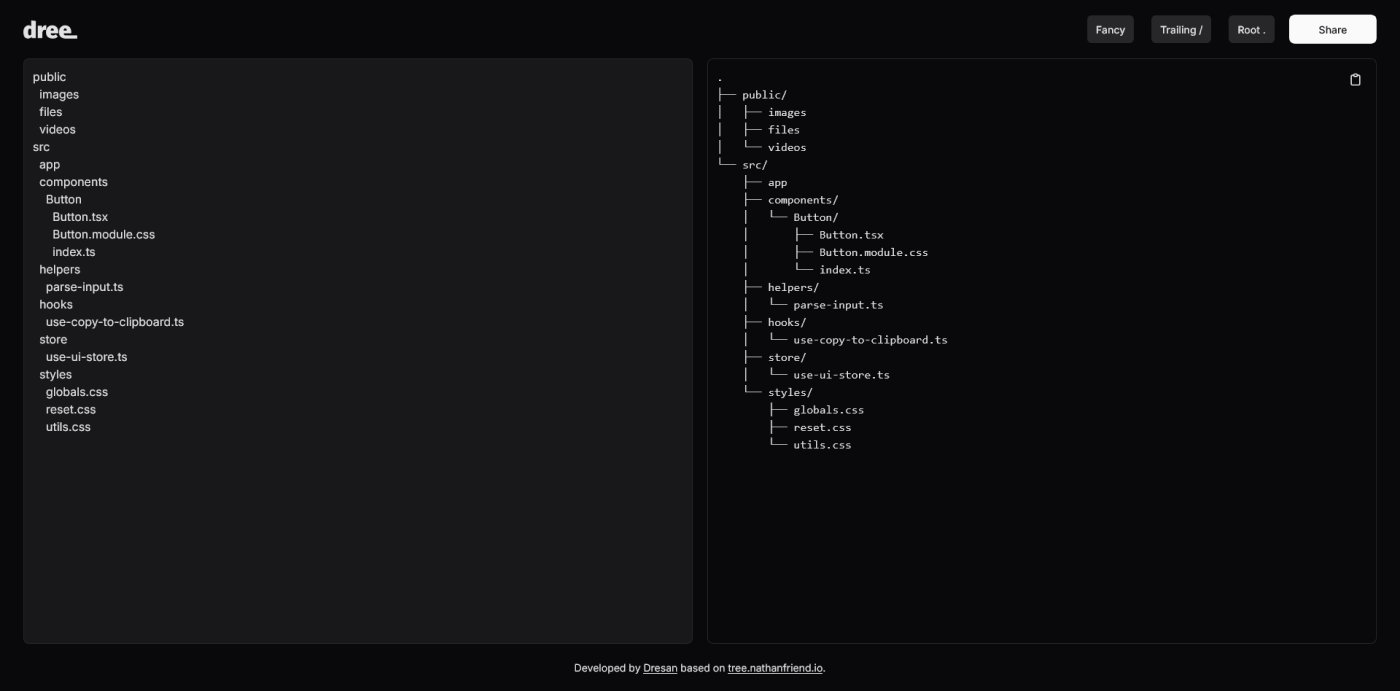 dree_
Fancy
Trailing /
Root .
Share
public
  images
  files
  videos
src
  app
  components
    Button
      Button.tsx
      Button.module.css
      index.ts
  helpers
    parse-input.ts
  hooks
    use-copy-to-clipboard.ts
  store
    use-ui-store.ts
  styles
    globals.css
    reset.css
    utils.css
.
├── public/
│   ├── images
│   ├── files
│   └── videos
└── src/
    ├── app
    ├── components/
    │   └── Button/
    │       ├── Button.tsx
    │       ├── Button.module.css
    │       └── index.ts
    ├── helpers/
    │   └── parse-input.ts
    ├── hooks/
    │   └── use-copy-to-clipboard.ts
    ├── store/
    │   └── use-ui-store.ts
    └── styles/
        ├── globals.css
        ├── reset.css
        └── utils.css
Developed by Dresan based on tree.nathanfriend.io.